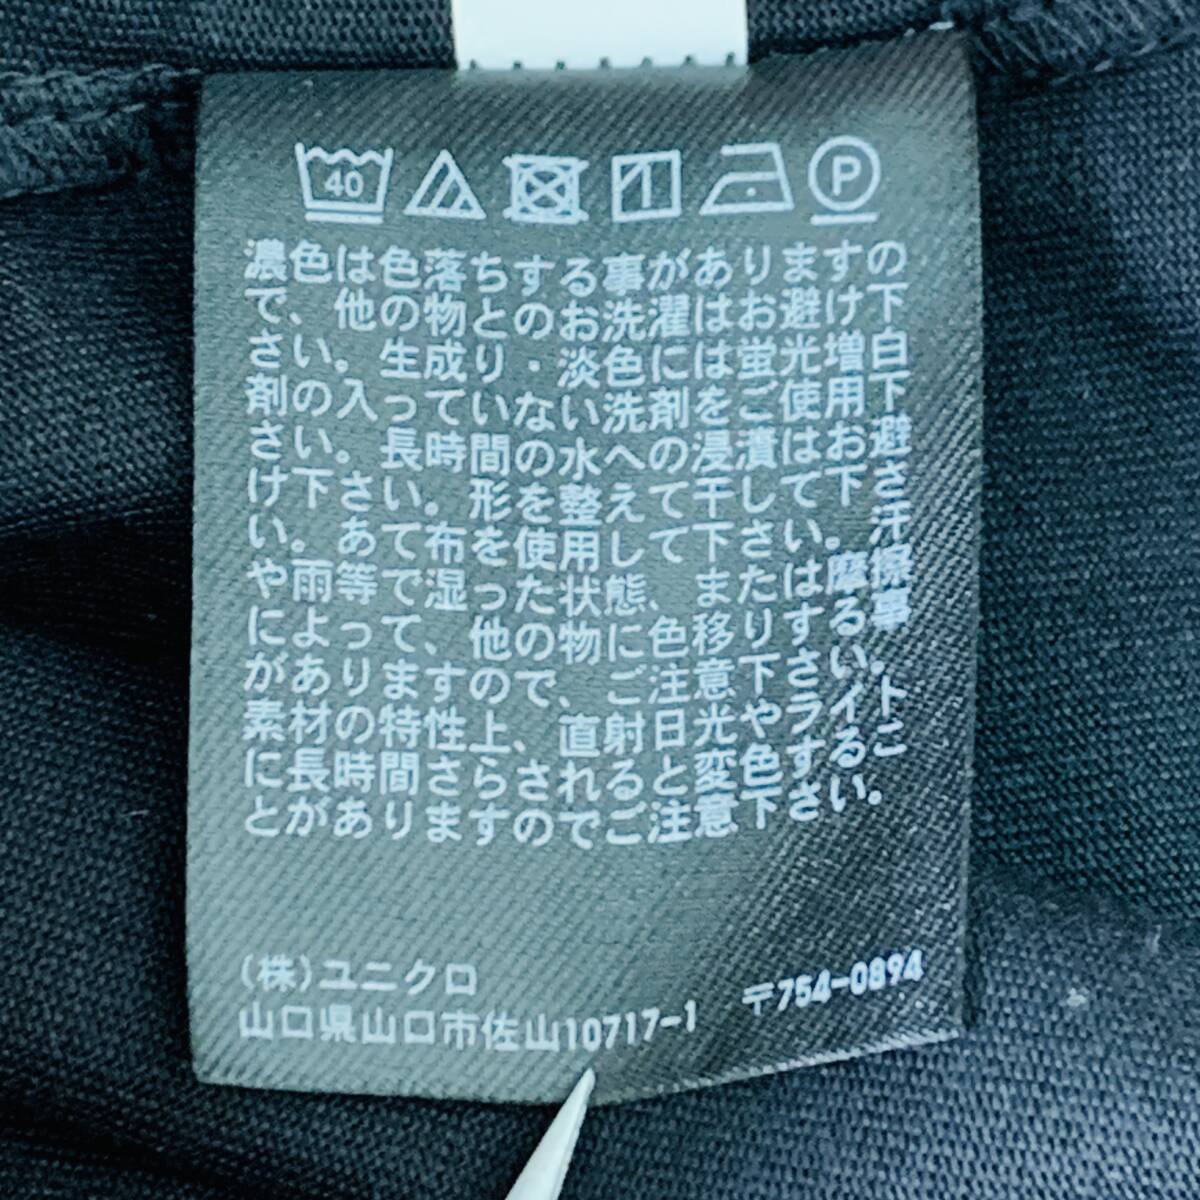 40
P
濃色は色落ちする事がありますの
で、他の物とのお洗濯はお避け下
さい。生成り・淡色には蛍光増白
剤の入っていない洗剤をご使用下
さい。長時間の水への浸漬はお避
け下さい。形を整えて干して下さ
い。あて布を使用して下さい。汗
や雨等で湿った状態、または摩擦
によって、他の物に色移りする事
がありますので、ご注意下さい。
素材の特性上、直射日光やライト
に長時間さらされると変色するこ
とがありますのでご注意下さい。
(株)ユニクロ
山口県山口市佐山10717-1 〒754-0894